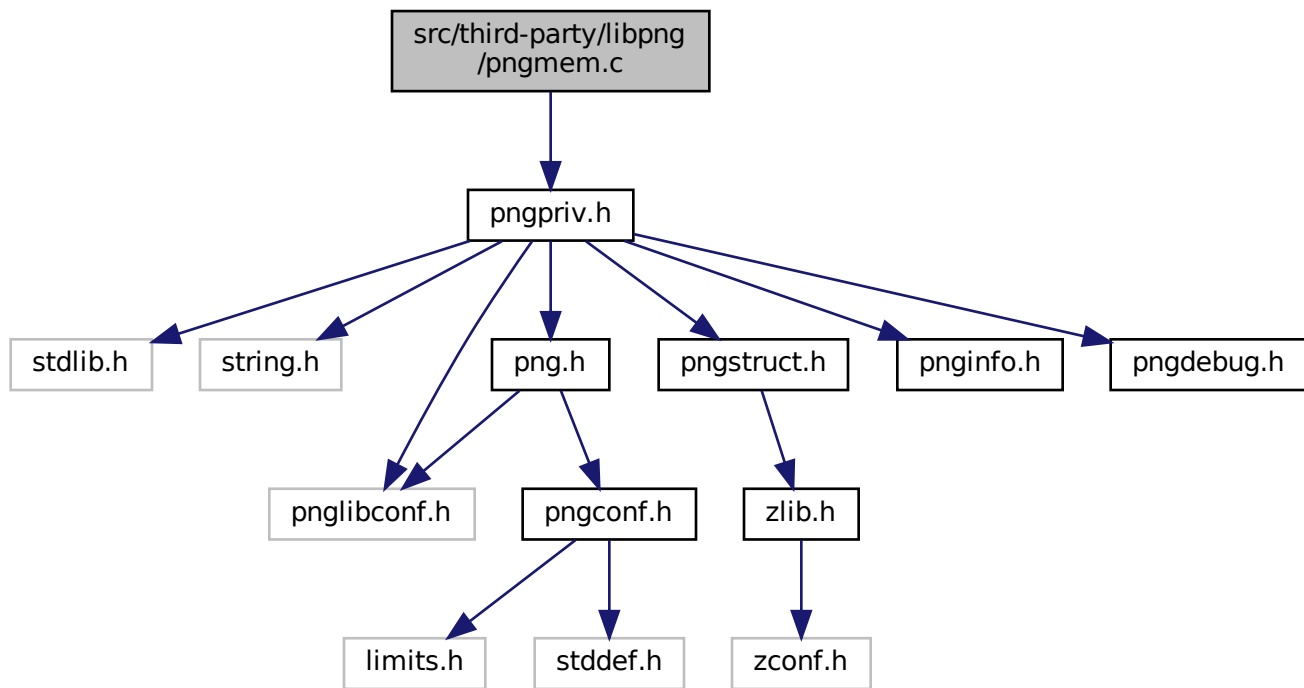 src/third-party/libpng
/pngmem.c
pngpriv.h
stdlib.h
string.h
png.h
pngstruct.h
pnginfo.h
pngdebug.h
pnglibconf.h
pngconf.h
zlib.h
limits.h
stddef.h
zconf.h